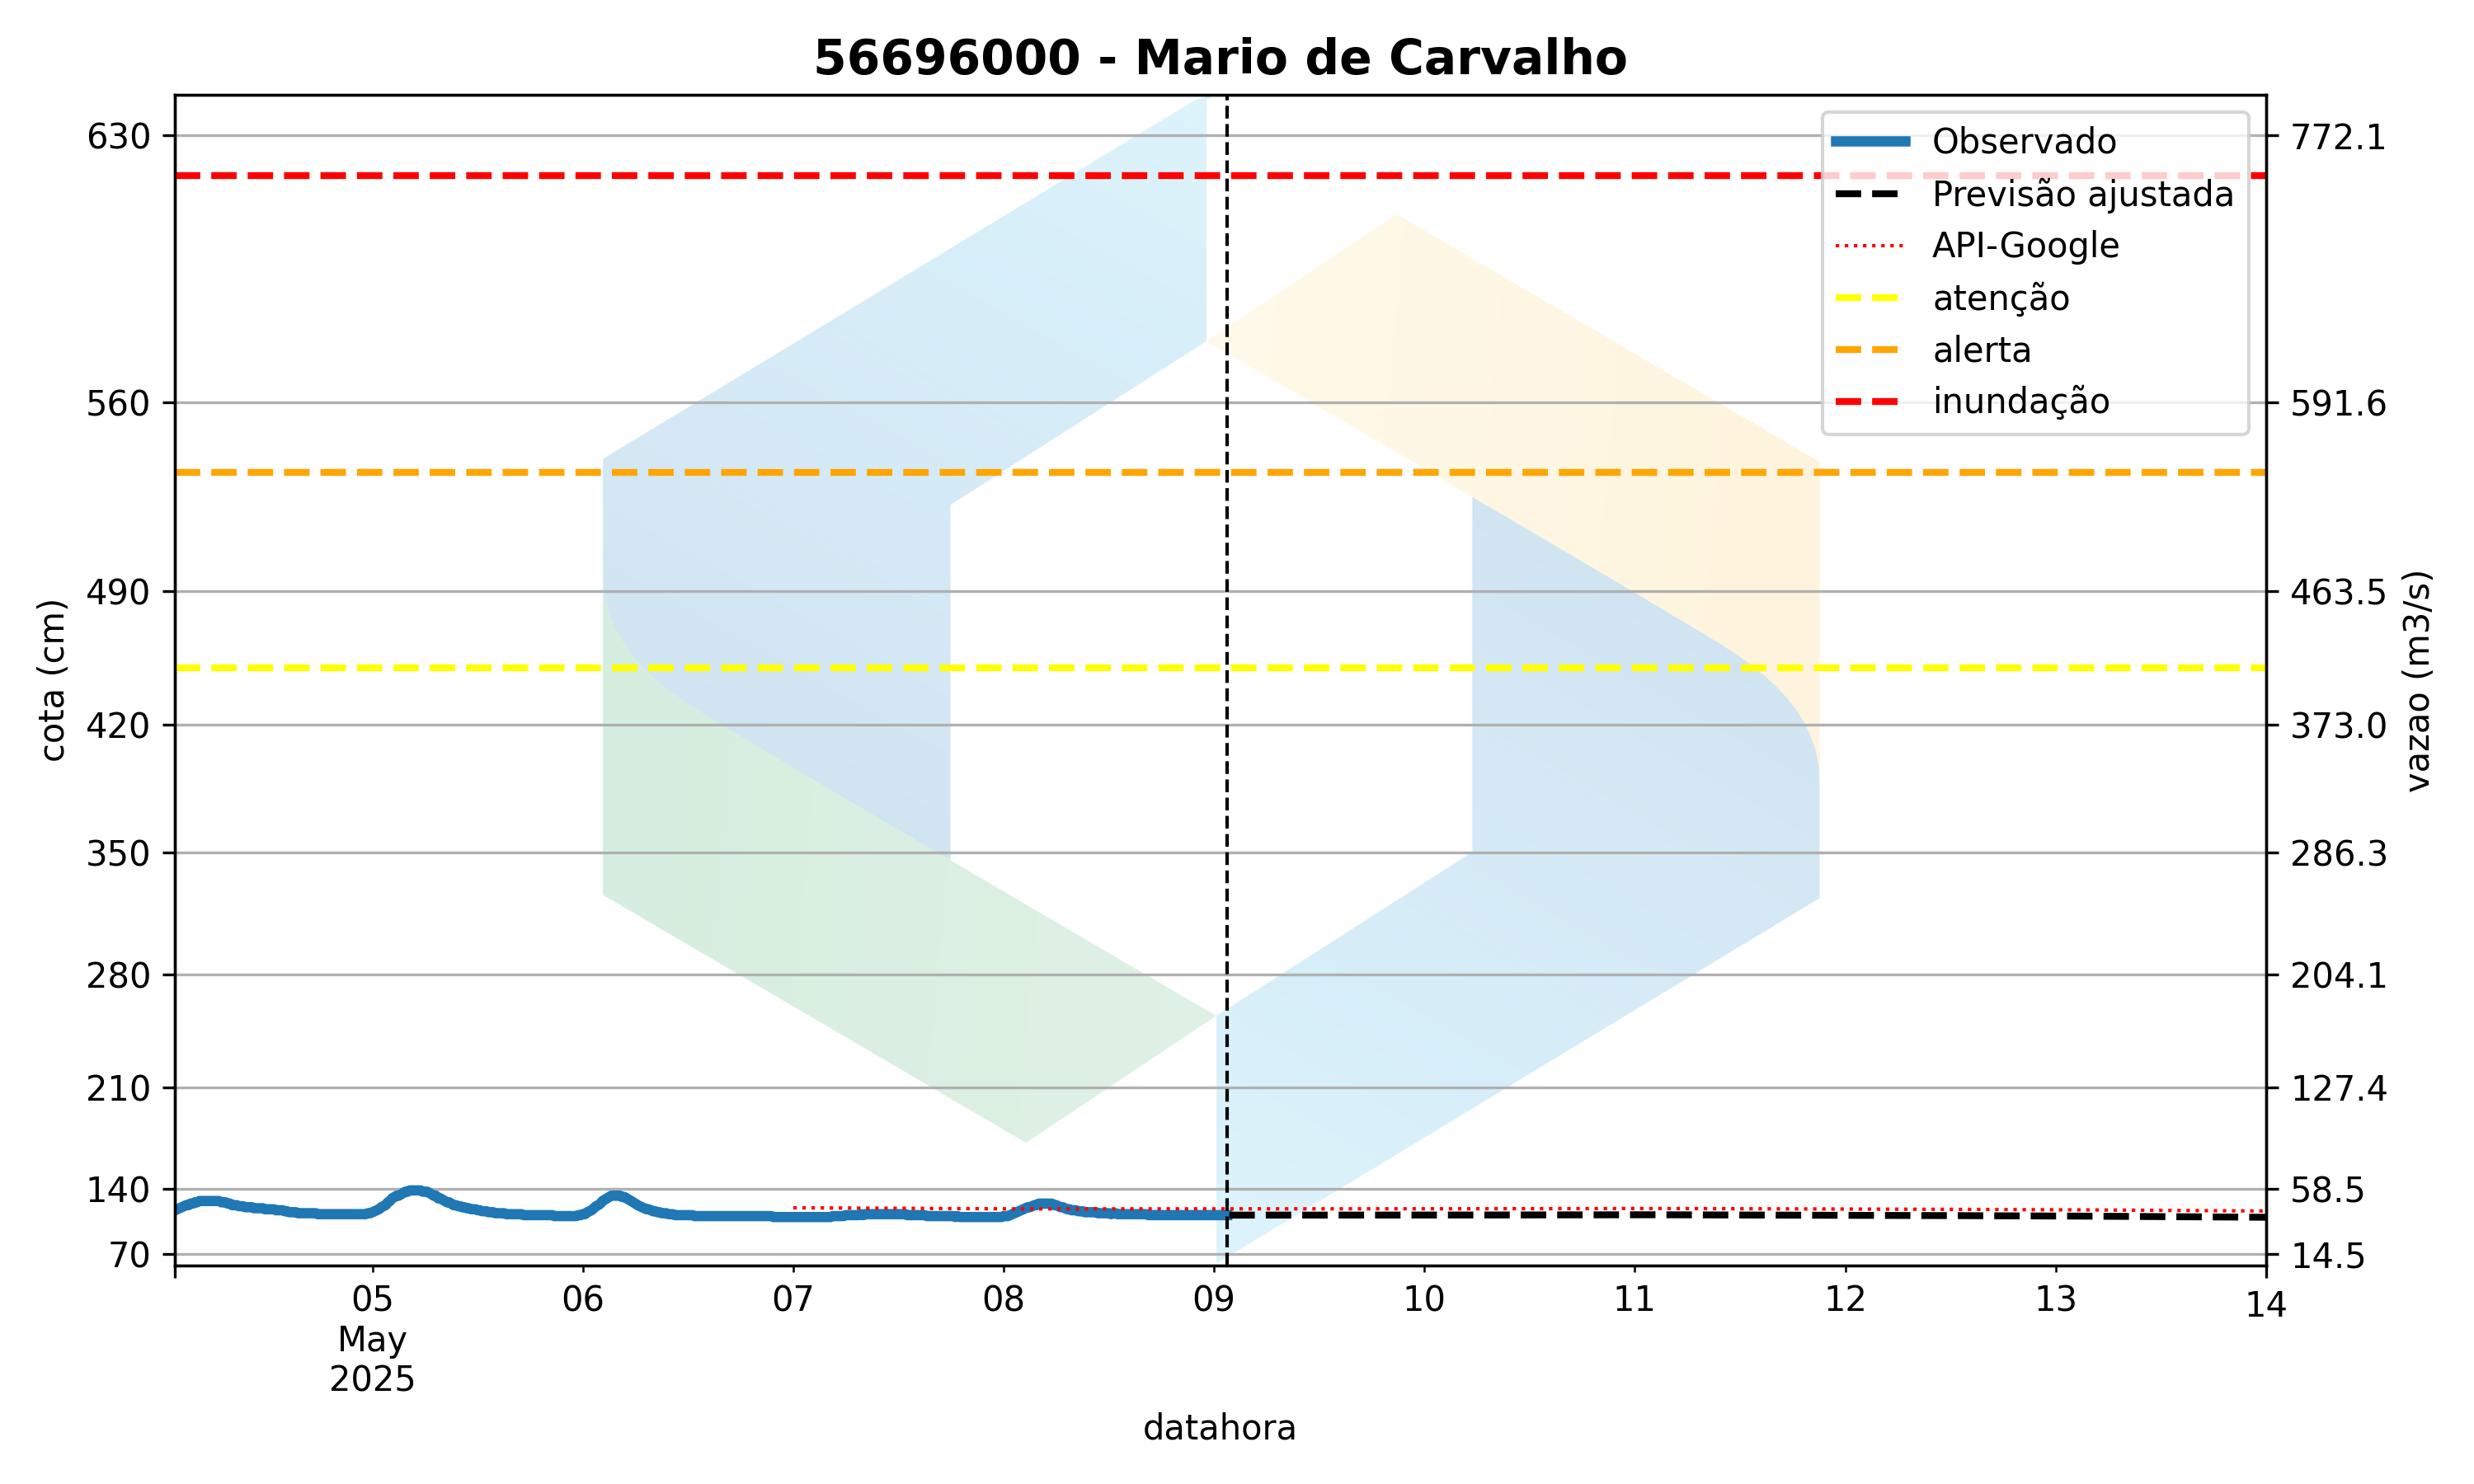 56696000 - Mario de Carvalho
630
560
490
420
350
280
210
140
70
cota (cm)
772.1
591.6
463.5
373.0
286.3
204.1
127.4
58.5
14.5
vazao (m3/s)
Observado
Previsão ajustada
API-Google
atenção
alerta
inundação
05
06
07
08
09
10
11
12
13
14
May
2025
datahora